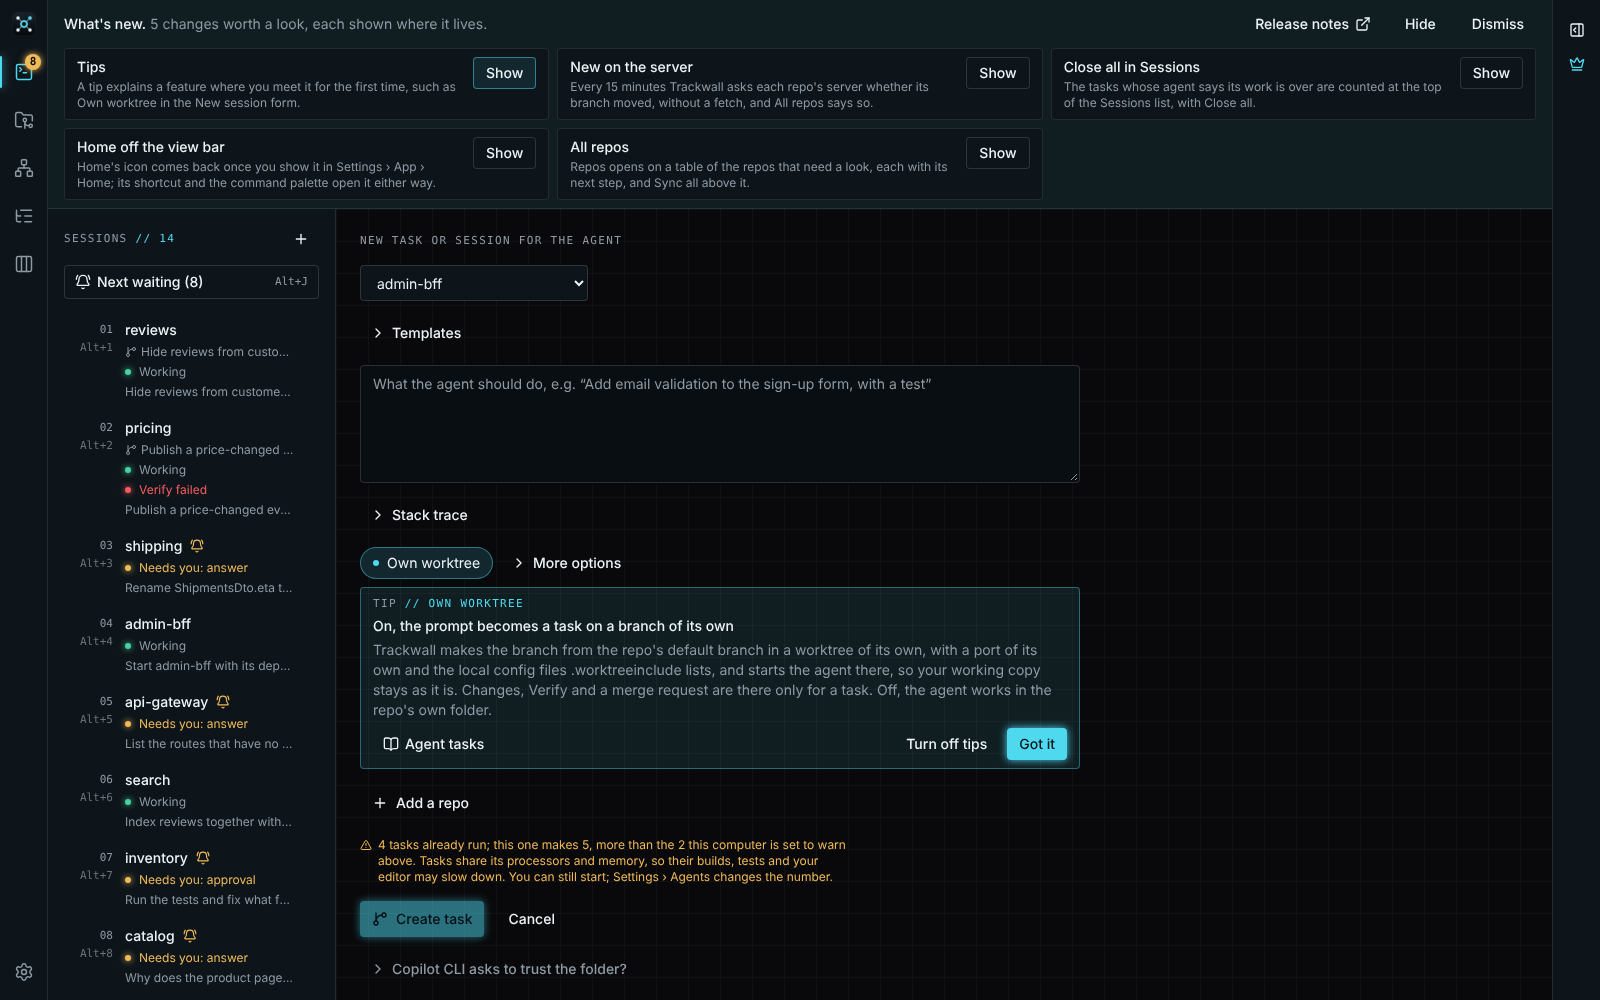 What's new. 5 changes worth a look, each shown where it lives.
Release notes
Hide
Dismiss
Tips
A tip explains a feature where you meet it for the first time, such as
Own worktree in the New session form.
Show
New on the server
Every 15 minutes Trackwall asks each repo's server whether its
branch moved, without a fetch, and All repos says so.
Show
Close all in Sessions
The tasks whose agent says its work is over are counted at the top
of the Sessions list, with Close all.
Show
Home off the view bar
Home's icon comes back once you show it in Settings › App ›
Home; its shortcut and the command palette open it either way.
Show
All repos
Repos opens on a table of the repos that need a look, each with its
next step, and Sync all above it.
Show
8
SESSIONS // 14
Next waiting (8)
Alt+J
01 reviews
Alt+1
Hide reviews from custo...
Working
Hide reviews from custome...
02 pricing
Alt+2
Publish a price-changed ...
Working
Verify failed
Publish a price-changed ev...
03 shipping
Alt+3
Needs you: answer
Rename ShipmentsDto.eta t...
04 admin-bff
Alt+4
Working
Start admin-bff with its dep...
05 api-gateway
Alt+5
Needs you: answer
List the routes that have no ...
06 search
Alt+6
Working
Index reviews together with...
07 inventory
Alt+7
Needs you: approval
Run the tests and fix what f...
08 catalog
Alt+8
Needs you: answer
Why does the product page...
NEW TASK OR SESSION FOR THE AGENT
admin-bff
Templates
What the agent should do, e.g. “Add email validation to the sign-up form, with a test”
Stack trace
Own worktree
More options
TIP // OWN WORKTREE
On, the prompt becomes a task on a branch of its own
Trackwall makes the branch from the repo's default branch in a worktree of its own, with a port of its
own and the local config files .worktreeinclude lists, and starts the agent there, so your working copy
stays as it is. Changes, Verify and a merge request are there only for a task. Off, the agent works in the
repo's own folder.
Agent tasks
Turn off tips
Got it
Add a repo
4 tasks already run; this one makes 5, more than the 2 this computer is set to warn
above. Tasks share its processors and memory, so their builds, tests and your
editor may slow down. You can still start; Settings › Agents changes the number.
Create task
Cancel
Copilot CLI asks to trust the folder?